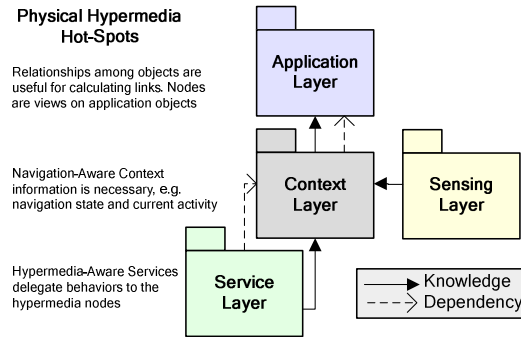 Physical Hypermedia
Hot-Spots
Relationships among objects are
useful for calculating links. Nodes
are views on application objects
Application
Layer
Navigation-Aware Context
information is necessary, e.g.
navigation state and current activity
Context
Layer
Sensing
Layer
Hypermedia-Aware Services
delegate behaviors to the
hypermedia nodes
Service
Layer
Knowledge
Dependency